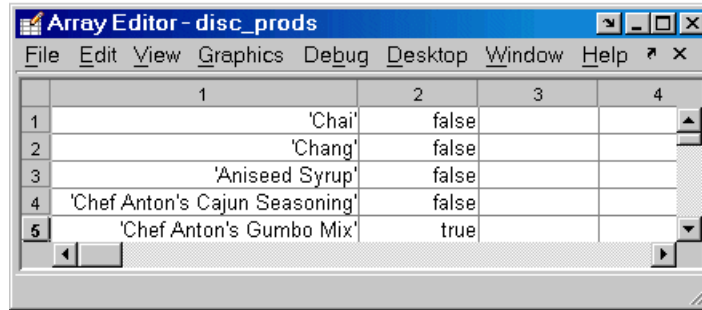 Array Editor - disc_prods
File Edit View Graphics Debug Desktop Window Help
1 2 3 4
1 'Chai' false
2 'Chang' false
3 'Aniseed Syrup' false
4 'Chef Anton's Cajun Seasoning' false
5 'Chef Anton's Gumbo Mix' true